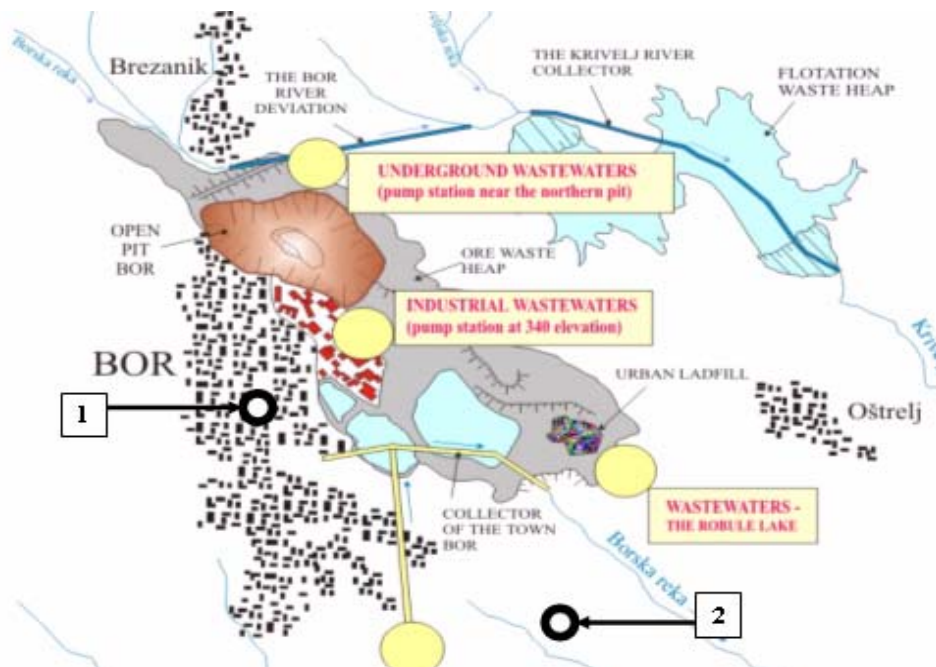 Borska reka
Brezanik
THE BOR
RIVER
DEVIATION
THE KRIVELJ RIVER
COLLECTOR
FLOTATION
WASTE HEAP
UNDERGROUND WASTEWATERS
(pump station near the northern pit)
OPEN
PIT
BOR
ORE WASTE
HEAP
INDUSTRIAL WASTEWATERS
(pump station at 340 elevation)
BOR
URBAN LADFILL
1
Oštrelj
WASTEWATERS -
THE ROBULE LAKE
COLLECTOR
OF THE TOWN
BOR
Borska reka
2